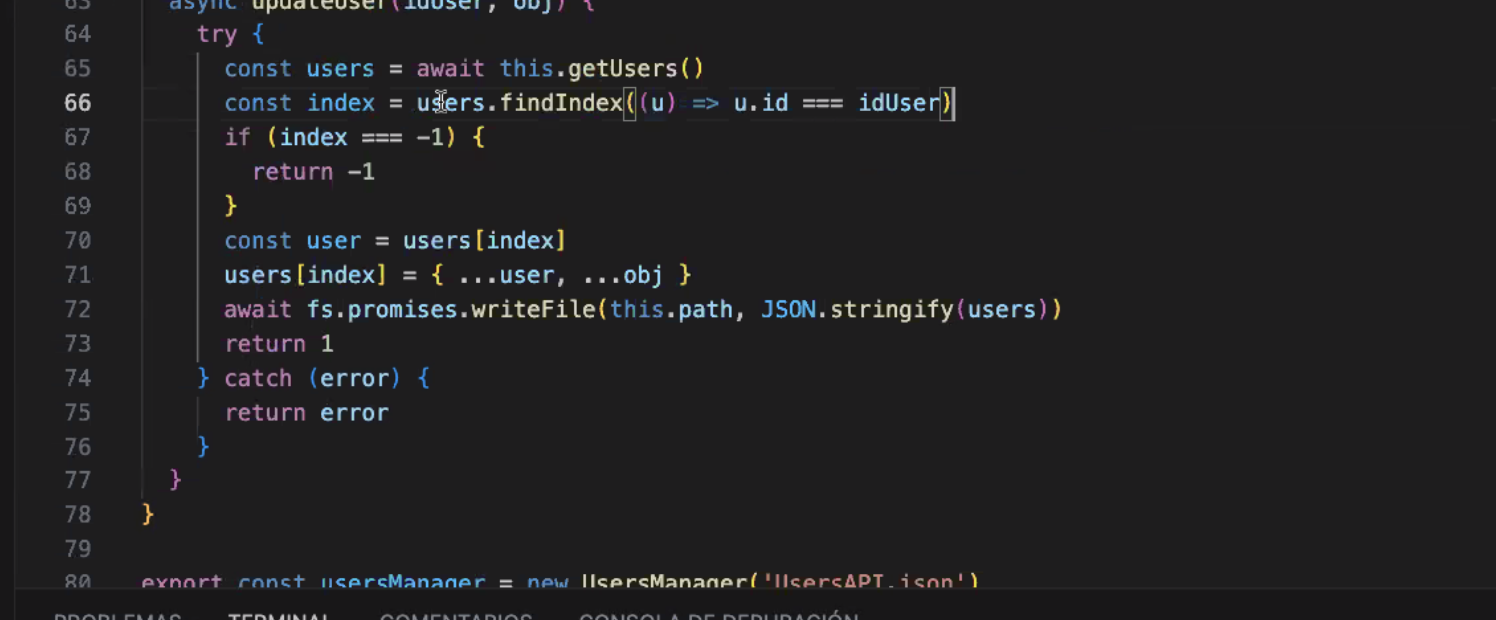 63 async updateUser(idUser, obj) {
64 try {
65 const users = await this.getUsers()
66 const index = users.findIndex((u) => u.id === idUser)
67 if (index === -1) {
68 return -1
69 }
70 const user = users[index]
71 users[index] = { ...user, ...obj }
72 await fs.promises.writeFile(this.path, JSON.stringify(users))
73 return 1
74 } catch (error) {
75 return error
76 }
77 }
78 }
79
80 export const usersManager = new UsersManager('UsersAPI.json')
PROBLEMAS TERMINAL COMENTARIOS CONSOLA DE DEPURACIÓN